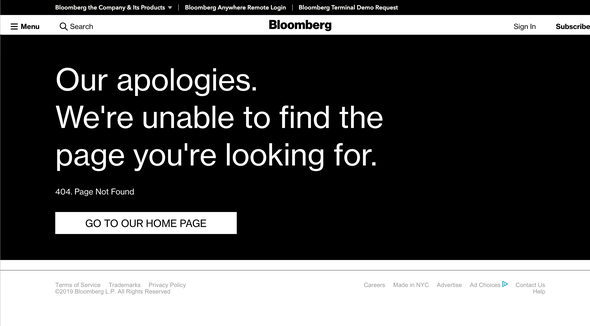 Bloomberg the Company & Its Products Bloomberg Anywhere Remote Login Bloomberg Terminal Demo Request
Menu Search Bloomberg Sign In Subscribe
Our apologies.
We're unable to find the
page you're looking for.
404. Page Not Found
GO TO OUR HOME PAGE
Terms of Service Trademarks Privacy Policy Careers Made in NYC Advertise Ad Choices Contact Us
©2019 Bloomberg L.P. All Rights Reserved Help